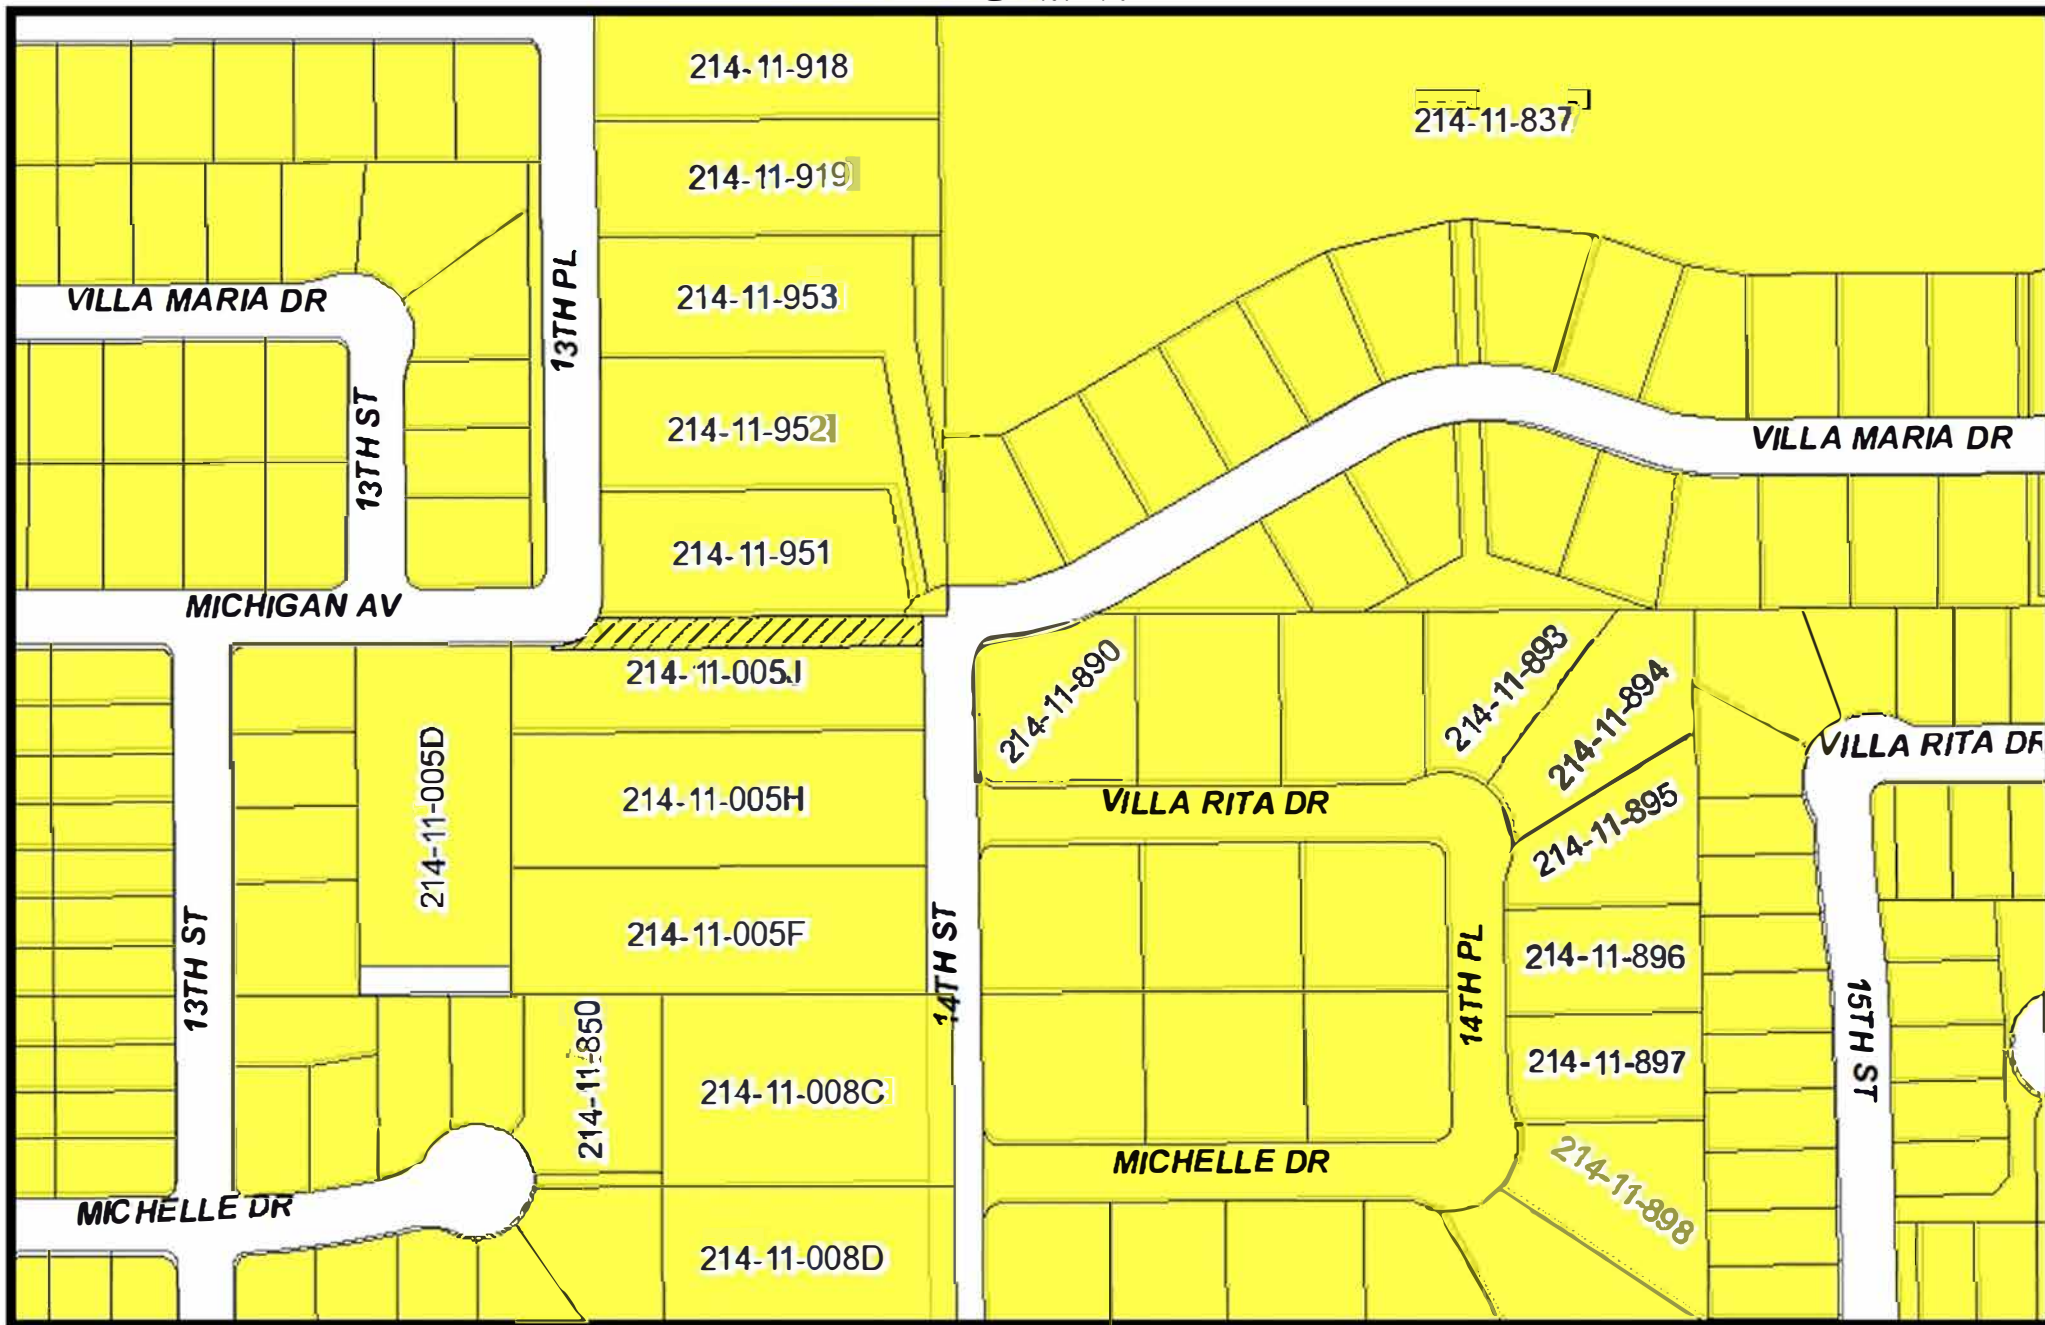 214-11-918
214-11-837
214-11-919
VILLA MARIA DR
13TH PL
214-11-953
13TH ST
214-11-952
VILLA MARIA DR
214-11-951
MICHIGAN AV
214-11-005J
214-11-890
214-11-893
214-11-894
VILLA RITA DR
214-11-005D
214-11-005H
VILLA RITA DR
214-11-895
214-11-005F
13TH ST
14TH ST
14TH PL
214-11-896
15TH ST
214-11-850
214-11-008C
214-11-897
MICHELLE DR
MICHELLE DR
214-11-898
214-11-008D